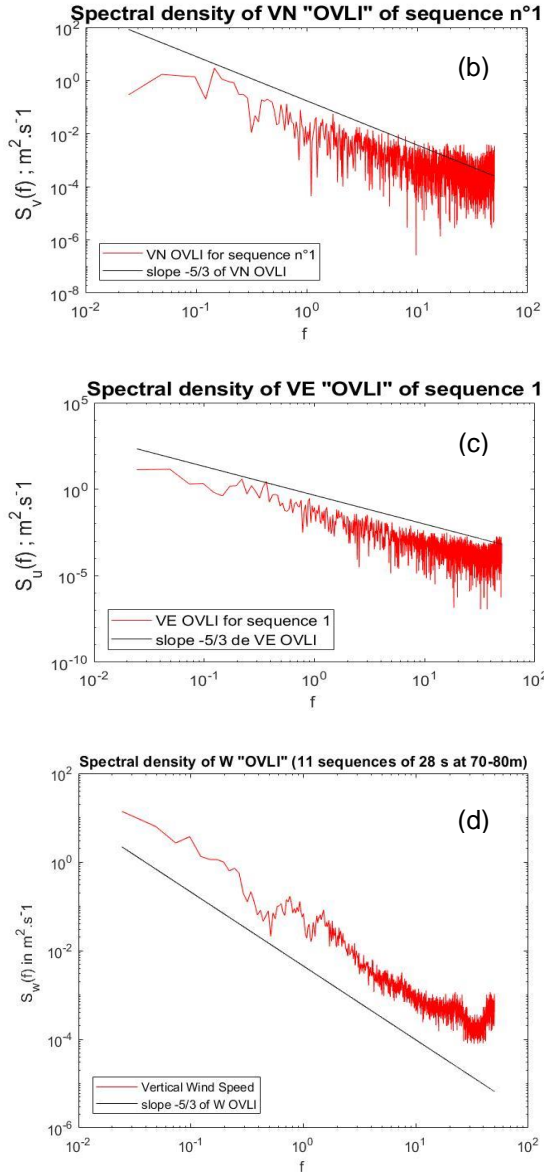 Spectral density of VN "OVLI" of sequence n°1
10^2
(b)
10^0
10^-2
10^-4
10^-6
10^-8
S_v(f) ; m^2.s^-1
VN OVLI for sequence n°1
slope -5/3 of VN OVLI
10^-2 10^-1 10^0 10^1 10^2
f
Spectral density of VE "OVLI" of sequence 1
10^5
(c)
10^0
10^-5
10^-10
S_u(f) ; m^2.s^-1
VE OVLI for sequence 1
slope -5/3 de VE OVLI
10^-2 10^-1 10^0 10^1 10^2
f
Spectral density of W "OVLI" (11 sequences of 28 s at 70-80m)
10^2
(d)
10^0
10^-2
10^-4
10^-6
S_w(f) in m^2.s^-1
Vertical Wind Speed
slope -5/3 of W OVLI
10^-2 10^-1 10^0 10^1 10^2
f